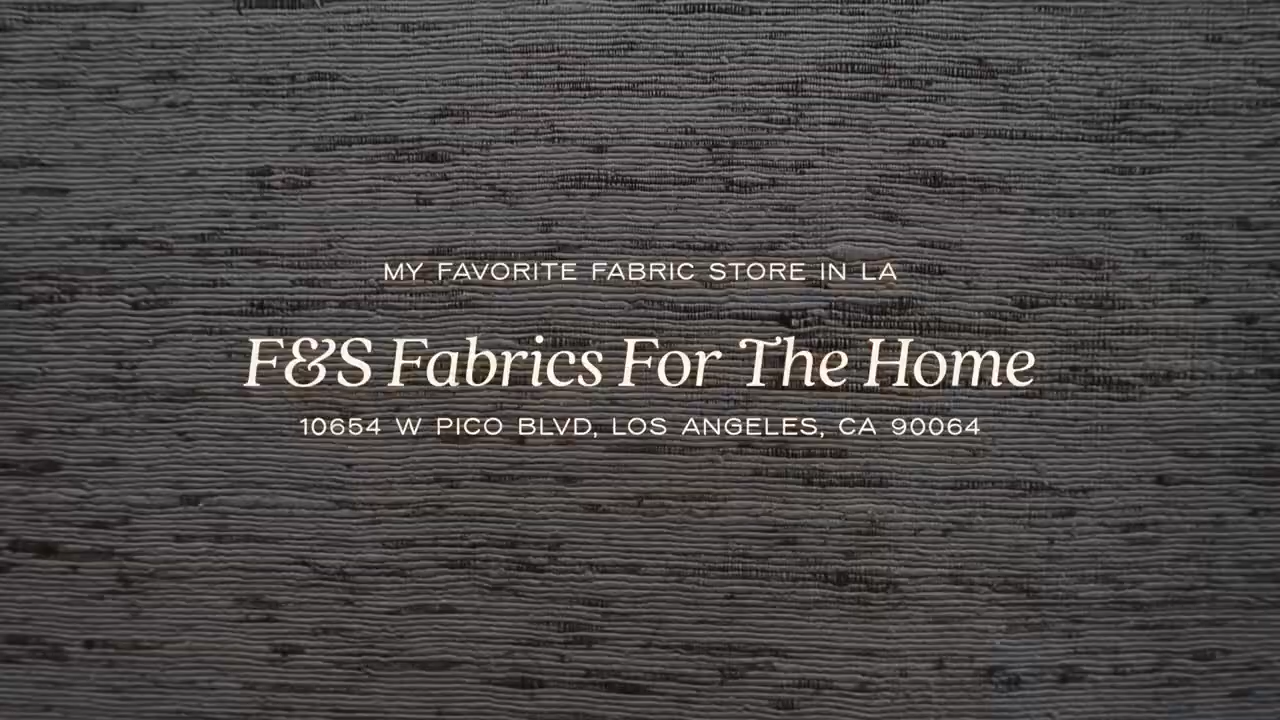 MY FAVORITE FABRIC STORE IN LA
F&S Fabrics For The Home
10654 W PICO BLVD, LOS ANGELES, CA 90064